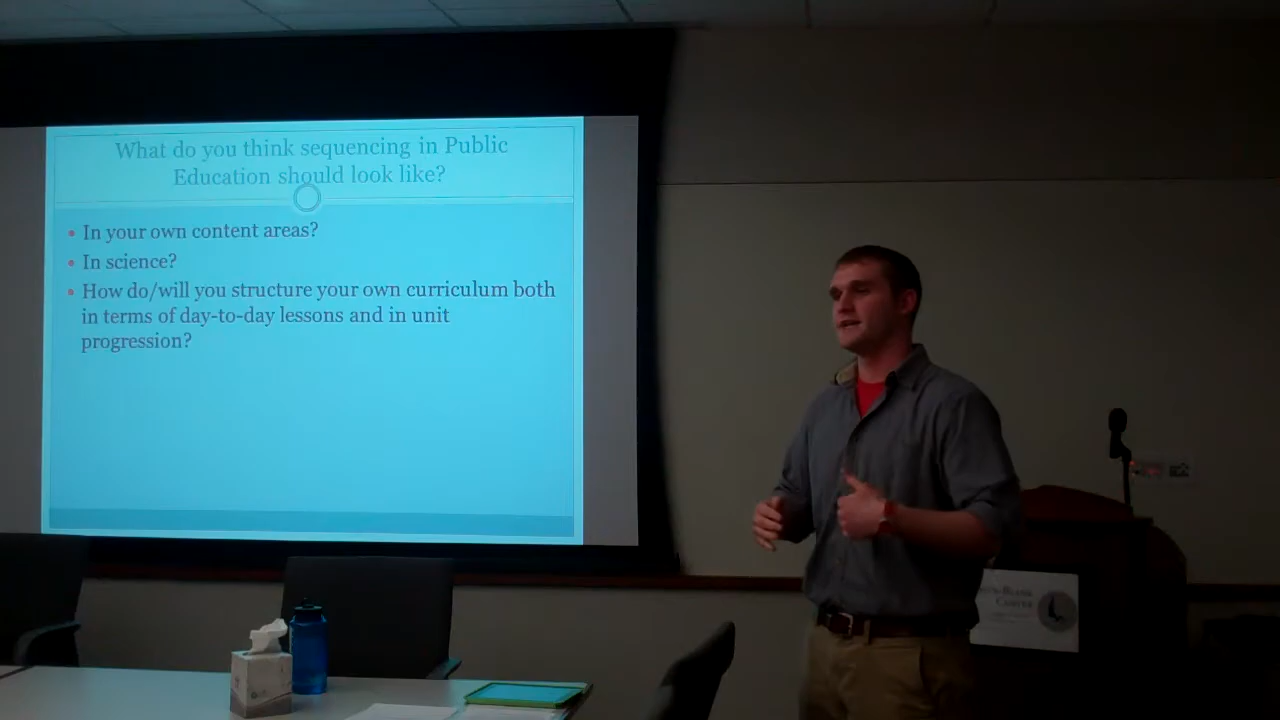 What do you think sequencing in Public
Education should look like?
• In your own content areas?
• In science?
• How do/will you structure your own curriculum both
in terms of day-to-day lessons and in unit
progression?
Center